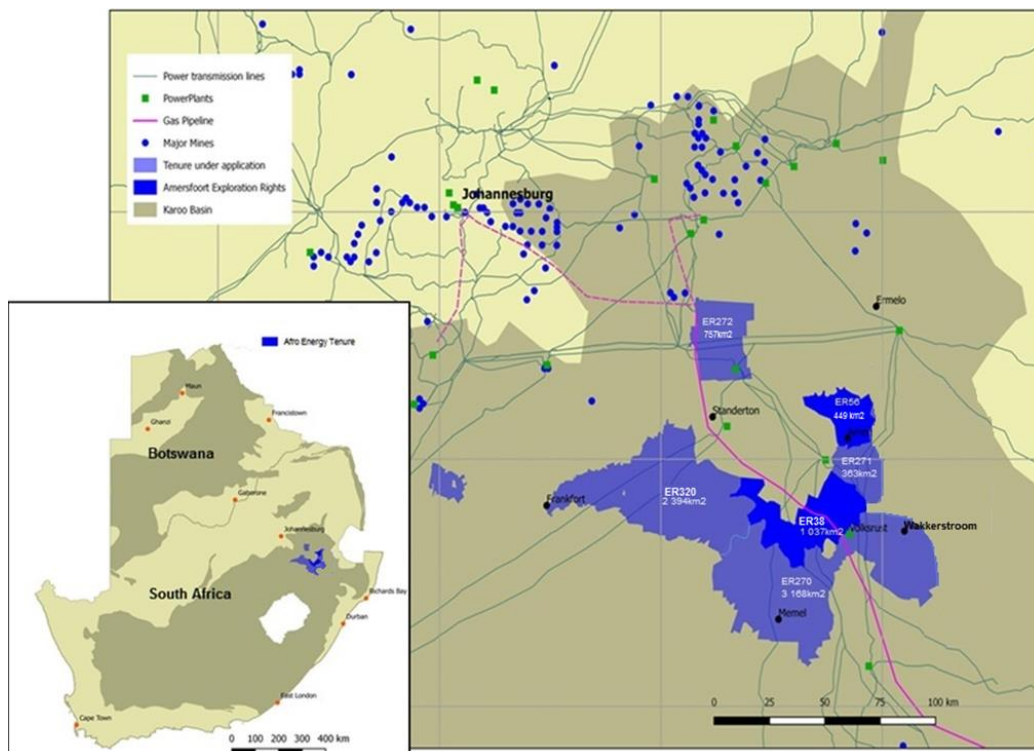 Power transmission lines
PowerPlants
Gas Pipeline
Major Mines
Tenure under application
Amersfoort Exploration Rights
Karoo Basin
Johannesburg
Ermelo
ER272
787km2
Standerton
ER56
449 km2
ER271
363km2
Frankfort
ER320
2 394km2
ER38
1 037km2
Volksrust
Wakkerstroom
ER270
3 168km2
Memel
0 25 50 75 100 km
Afro Energy Tenure
Maun
Ghanzi
Francistown
Botswana
Gaborone
Johannesburg
South Africa
Richards Bay
Durban
East London
Cape Town
0 100 200 300 400 km